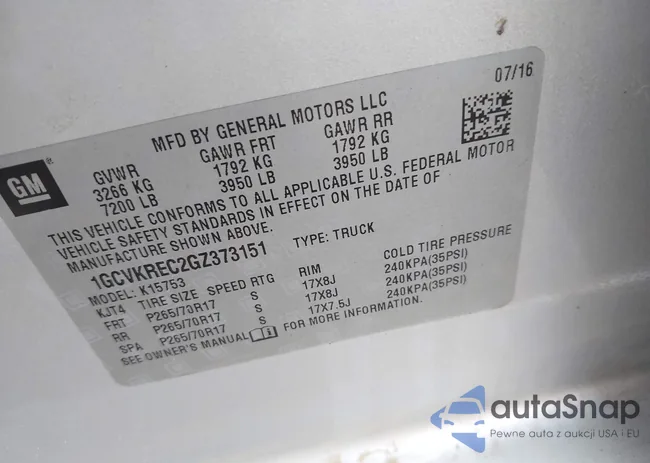 07/16
MFD BY GENERAL MOTORS LLC
GVWR GAWR FRT GAWR RR
3266 KG 1792 KG 1792 KG
7200 LB 3950 LB 3950 LB
GM
THIS VEHICLE CONFORMS TO ALL APPLICABLE U.S. FEDERAL MOTOR
VEHICLE SAFETY STANDARDS IN EFFECT ON THE DATE OF
MANUFACTURE SHOWN ABOVE.
1GCVKREC2GZ373151 TYPE: TRUCK
MODEL: K15753
KJT4 TIRE SIZE SPEED RTG RIM COLD TIRE PRESSURE
FRT P265/70R17 S 17X8J 240KPA(35PSI)
RR P265/70R17 S 17X8J 240KPA(35PSI)
SPA P265/70R17 S 17X7.5J 240KPA(35PSI)
SEE OWNER'S MANUAL FOR MORE INFORMATION.
autaSnap
Pewne auta z aukcji USA i EU